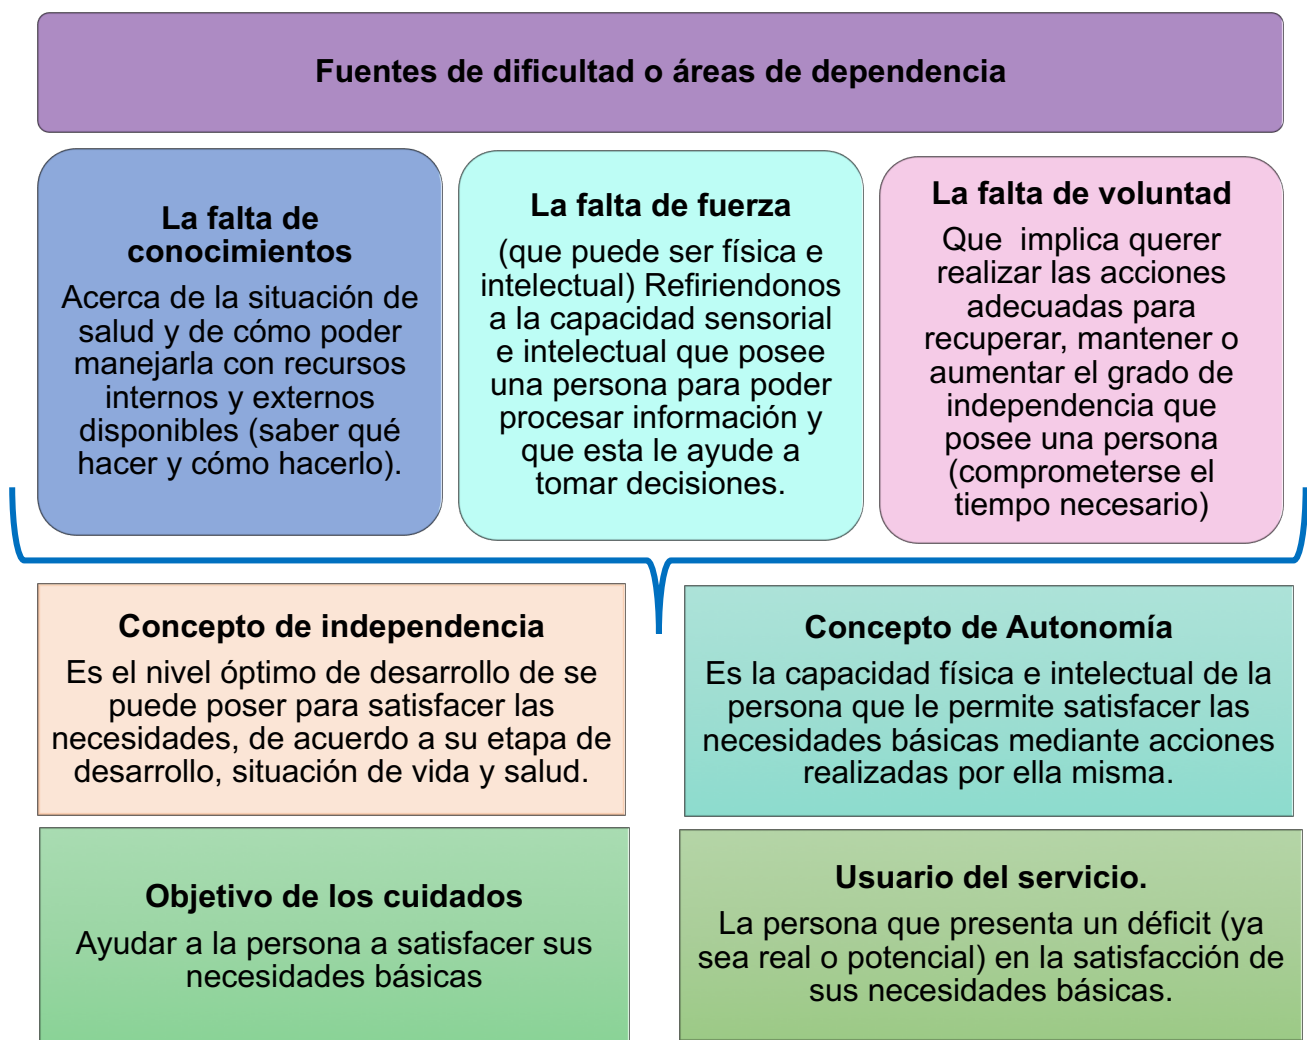 Fuentes de dificultad o áreas de dependencia
La falta de
conocimientos
Acerca de la situación de
salud y de cómo poder
manejarla con recursos
internos y externos
disponibles (saber qué
hacer y cómo hacerlo).
La falta de fuerza
(que puede ser física e
intelectual) Refiriendonos
a la capacidad sensorial
e intelectual que posee
una persona para poder
procesar información y
que esta le ayude a
tomar decisiones.
La falta de voluntad
Que implica querer
realizar las acciones
adecuadas para
recuperar, mantener o
aumentar el grado de
independencia que
posee una persona
(comprometerse el
tiempo necesario)
Concepto de independencia
Es el nivel óptimo de desarrollo de se
puede poser para satisfacer las
necesidades, de acuerdo a su etapa de
desarrollo, situación de vida y salud.
Concepto de Autonomía
Es la capacidad física e intelectual de la
persona que le permite satisfacer las
necesidades básicas mediante acciones
realizadas por ella misma.
Objetivo de los cuidados
Ayudar a la persona a satisfacer sus
necesidades básicas
Usuario del servicio.
La persona que presenta un déficit (ya
sea real o potencial) en la satisfacción de
sus necesidades básicas.